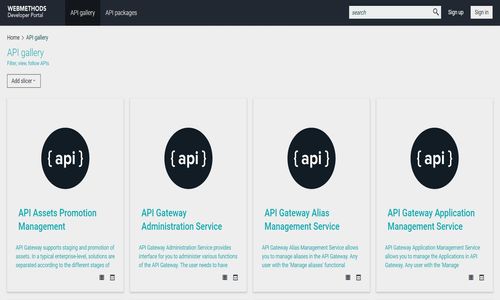 WEBMETHODS
Developer Portal
API gallery
API packages
search
Sign up
Sign in
Home > API gallery
API gallery
Filter, view, follow APIs
Add slicer
{ api }
{ api }
{ api }
{ api }
API Assets Promotion
Management
API Gateway supports staging and promotion of
assets. In a typical enterprise-level, solutions are
separated according to the different stages of
API Gateway
Administration Service
API Gateway Administration Service provides
interface for you to administer various functions
of the API Gateway. The user needs to have
API Gateway Alias
Management Service
API Gateway Alias Management Service allows
you to manage aliases in the API Gateway. Any
user with the 'Manage aliases' functional
API Gateway Application
Management Service
API Gateway Application Management Service
allows you to manage the Applications in API
Gateway. Any user with the 'Manage